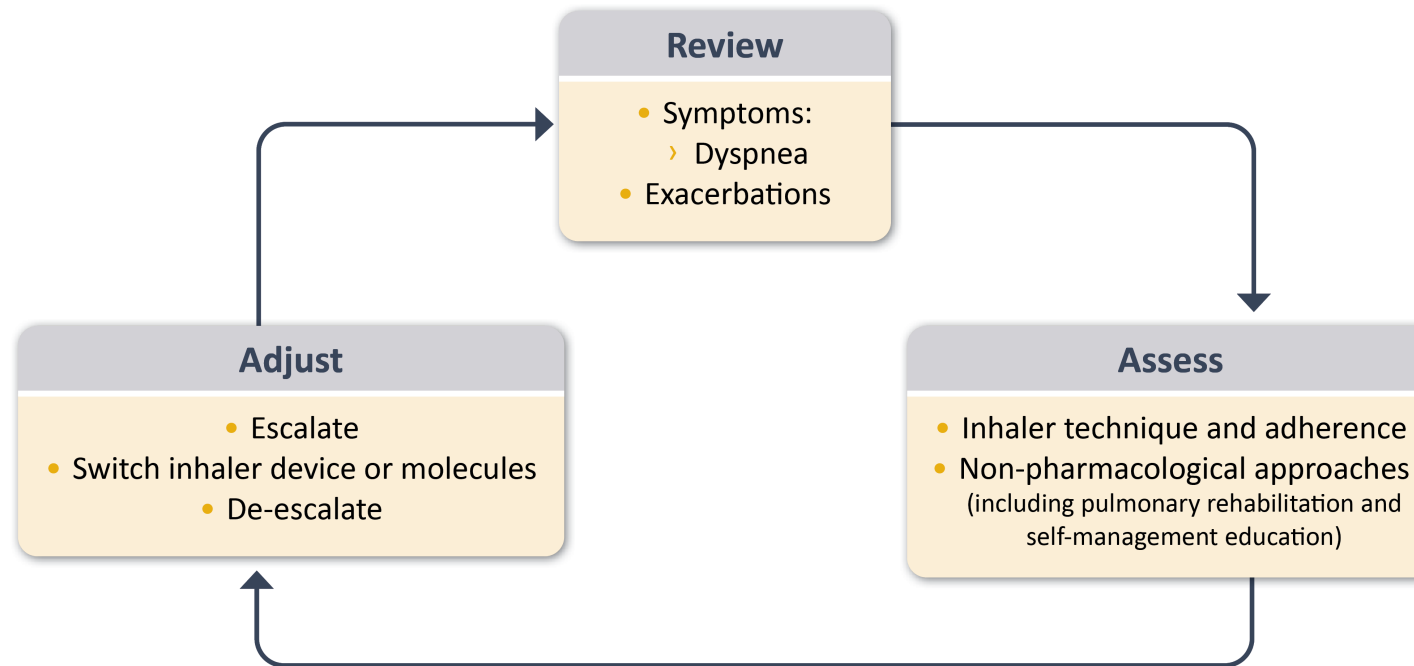 Review
• Symptoms:
› Dyspnea
• Exacerbations
Adjust
• Escalate
• Switch inhaler device or molecules
• De-escalate
Assess
• Inhaler technique and adherence
• Non-pharmacological approaches
(including pulmonary rehabilitation and
self-management education)